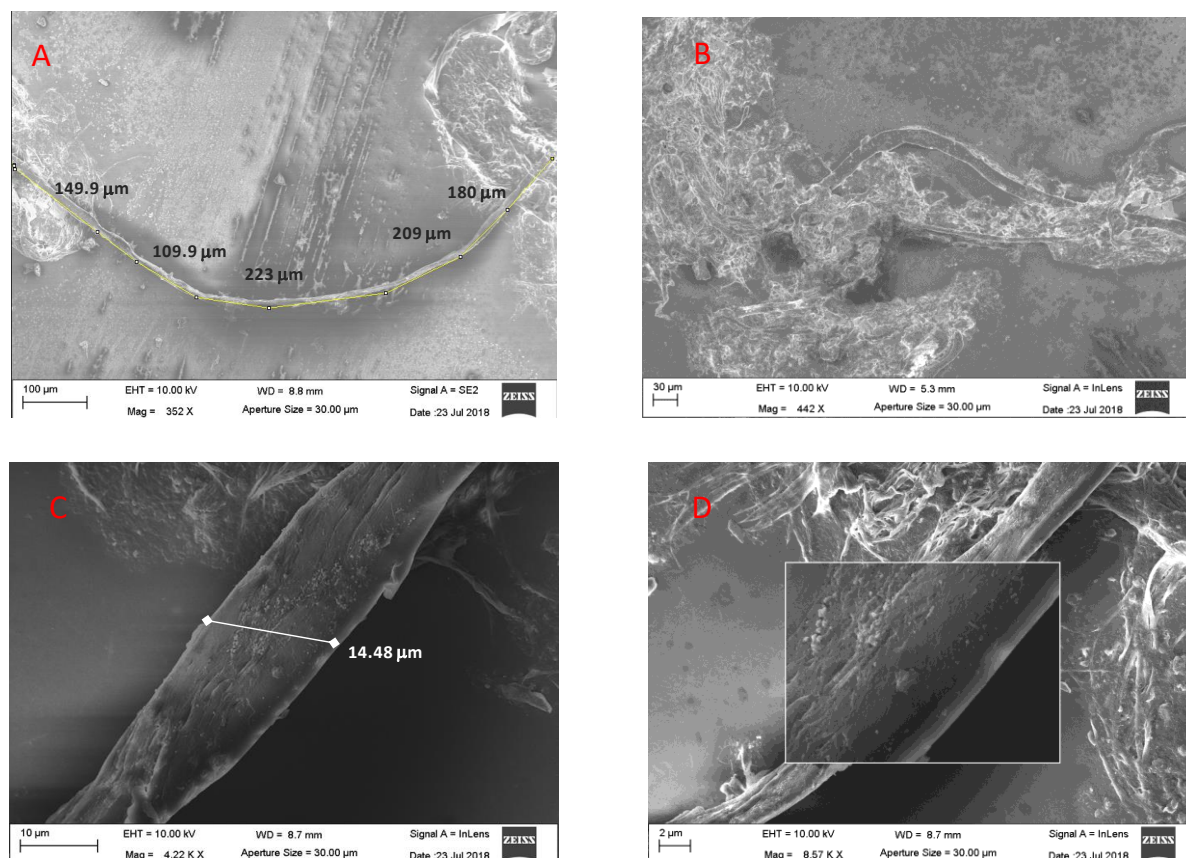 A
149.9 µm
109.9 µm
223 µm
209 µm
180 µm
100 µm
EHT = 10.00 kV
WD = 8.8 mm
Signal A = SE2
Mag = 352 X
Aperture Size = 30.00 µm
Date :23 Jul 2018
ZEISS
B
30 µm
EHT = 10.00 kV
WD = 5.3 mm
Signal A = InLens
Mag = 442 X
Aperture Size = 30.00 µm
Date :23 Jul 2018
ZEISS
C
14.48 µm
10 µm
EHT = 10.00 kV
WD = 8.7 mm
Signal A = InLens
Mag = 4.22 K X
Aperture Size = 30.00 µm
Date :23 Jul 2018
ZEISS
D
2 µm
EHT = 10.00 kV
WD = 8.7 mm
Signal A = InLens
Mag = 8.57 K X
Aperture Size = 30.00 µm
Date :23 Jul 2018
ZEISS